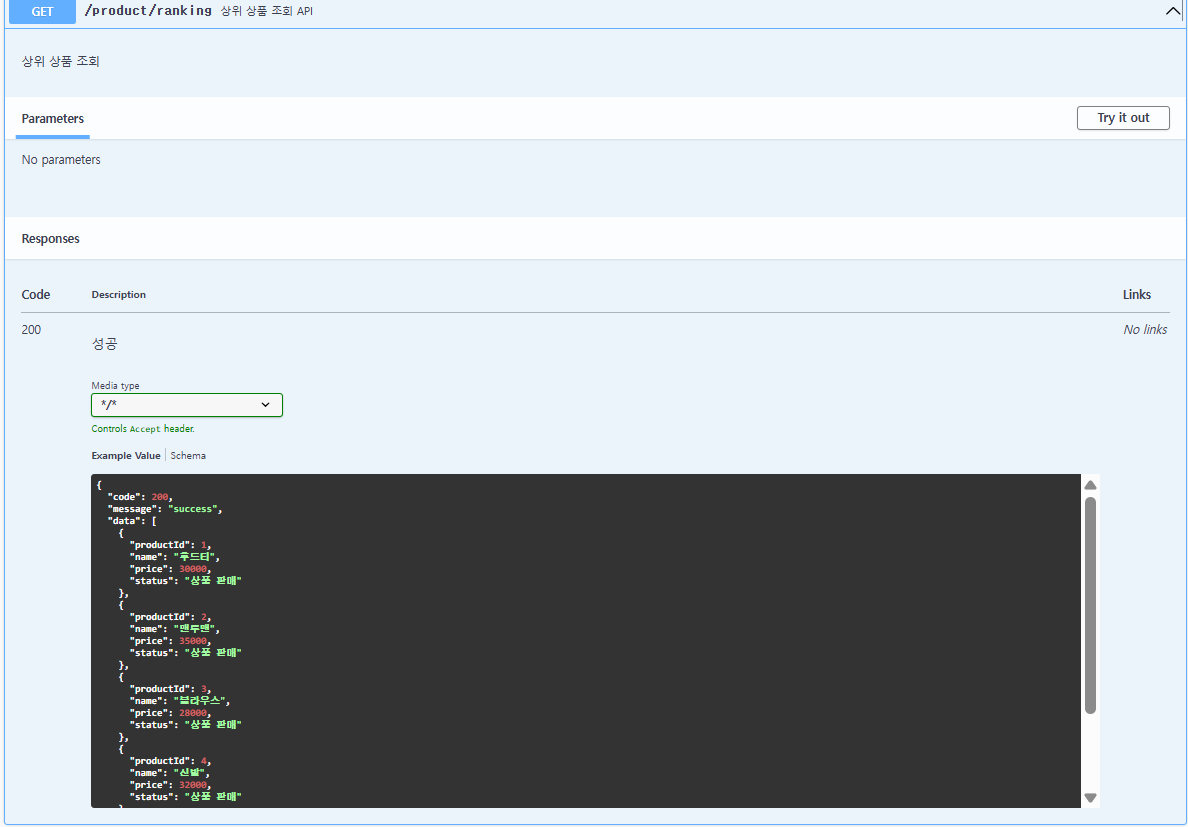 GET /product/ranking 상위 상품 조회 API
상위 상품 조회
Parameters
Try it out
No parameters
Responses
Code Description Links
200 성공 No links
Media type
*/*
Controls Accept header.
Example Value Schema
{
"code": 200,
"message": "success",
"data": [
{
"productId": 1,
"name": "후드티",
"price": 30000,
"status": "상품 판매"
},
{
"productId": 2,
"name": "맨투맨",
"price": 35000,
"status": "상품 판매"
},
{
"productId": 3,
"name": "블라우스",
"price": 28000,
"status": "상품 판매"
},
{
"productId": 4,
"name": "신발",
"price": 32000,
"status": "상품 판매"